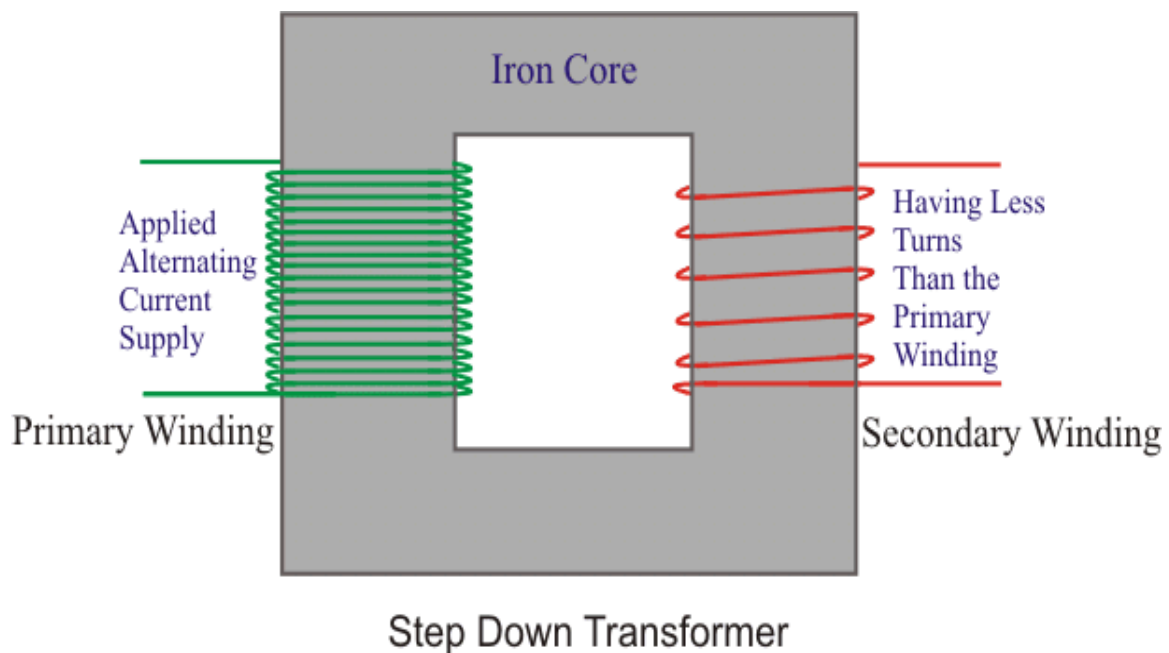 Iron Core
Applied
Alternating
Current
Supply
Having Less
Turns
Than the
Primary
Winding
Primary Winding
Secondary Winding
Step Down Transformer